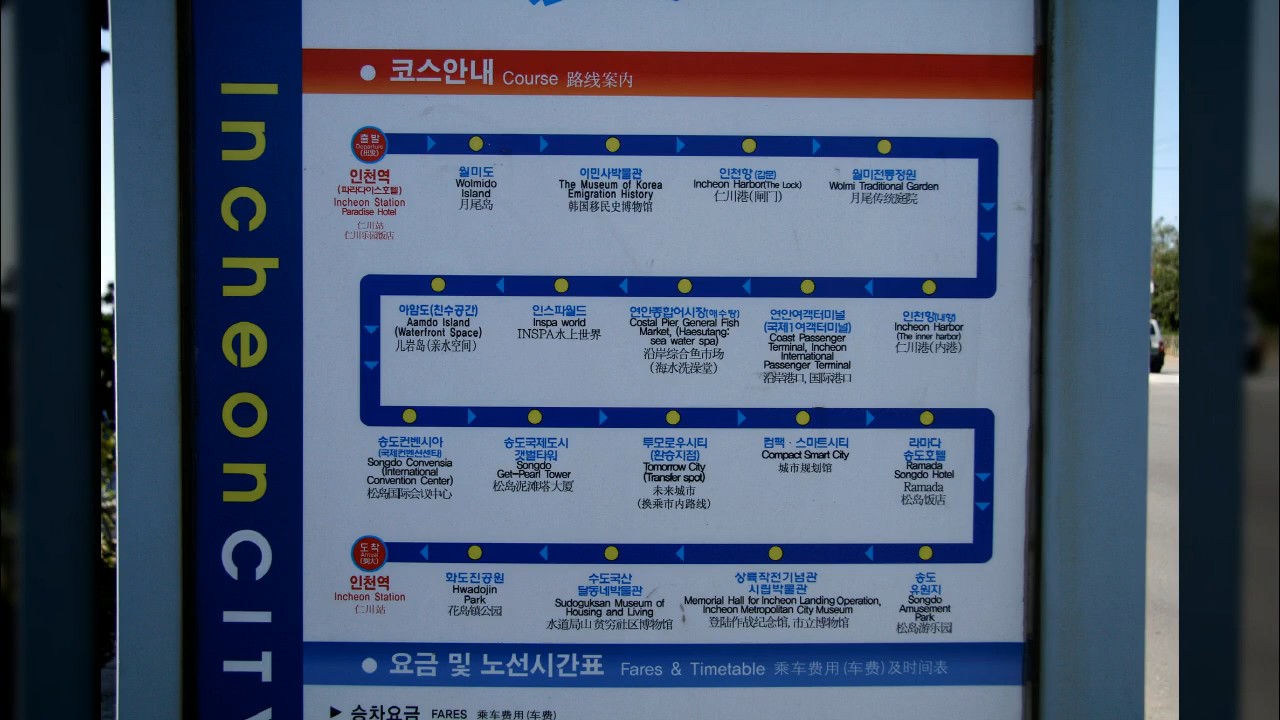 Incheon CITY
● 코스안내 Course 路线案内
출발
Departure
(出发)
인천역
(파라다이스호텔)
Incheon Station
Paradise Hotel
仁川站
仁川乐园饭店
월미도
Wolmido
Island
月尾岛
이민사박물관
The Museum of Korea
Emigration History
韩国移民史博物馆
인천항(갑문)
Incheon Harbor(The Lock)
仁川港(闸门)
월미전통정원
Wolmi Traditional Garden
月尾传统庭院
아암도(친수공간)
Aamdo Island
(Waterfront Space)
儿岩岛(亲水空间)
인스파월드
Inspa world
INSPA水上世界
연안종합어시장(해수탕)
Costal Pier General Fish
Market, (Haesutang:
sea water spa)
沿岸综合鱼市场
(海水洗澡堂)
연안여객터미널
(국제1여객터미널)
Coast Passenger
Terminal, Incheon
International
Passenger Terminal
沿岸港口, 国际港口
인천항(내항)
Incheon Harbor
(The inner harbor)
仁川港(内港)
송도컨벤시아
(국제컨벤션센터)
Songdo Convensia
(International
Convention Center)
松岛国际会议中心
송도국제도시
갯벌타워
Songdo
Get-Pearl Tower
松岛泥滩塔大厦
투모로우시티
(환승지점)
Tomorrow City
(Transfer spot)
未来城市
(换乘市内路线)
컴팩·스마트시티
Compact Smart City
城市规划馆
라마다
송도호텔
Ramada
Songdo Hotel
Ramada
松岛饭店
도착
Arrival
인천역
Incheon Station
仁川站
화도진공원
Hwadojin
Park
花岛镇公园
수도국산
달동네박물관
Sudoguksan Museum of
Housing and Living
水道局山贫穷社区博物馆
상륙작전기념관
시립박물관
Memorial Hall for Incheon Landing Operation,
Incheon Metropolitan City Museum
登陆作战纪念馆, 市立博物馆
송도
유원지
Songdo
Amusement
Park
松岛游乐园
● 요금 및 노선시간표 Fares & Timetable 乘车费用(车费)及时间表
▶ 승차요금 FARES 乘车费用(车费)